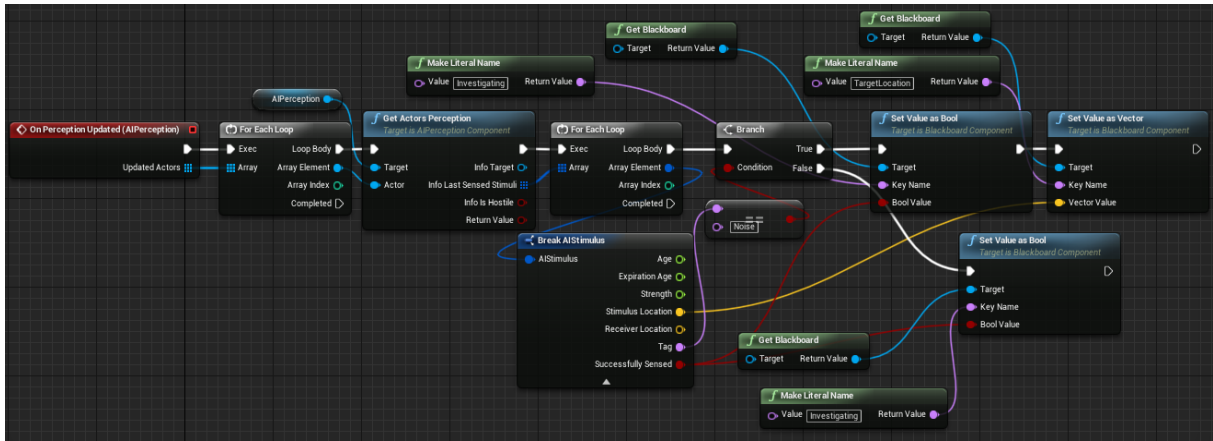 Get Blackboard
Target Return Value
Get Blackboard
Target Return Value
Make Literal Name
Value Investigating Return Value
Make Literal Name
Value TargetLocation Return Value
AIPerception
On Perception Updated (AIPerception)
Updated Actors
For Each Loop
Exec Loop Body
Array Array Element
Array Index
Completed
Get Actors Perception
Target is AIPerception Component
Target Info Target
Actor Info Last Sensed Stimuli
Info Is Hostile
Return Value
For Each Loop
Exec Loop Body
Array Array Element
Array Index
Completed
Branch
True
Condition False
Set Value as Bool
Target is Blackboard Component
Target
Key Name
Bool Value
Set Value as Vector
Target is Blackboard Component
Target
Key Name
Vector Value
==
Noise
Break AIStimulus
AIStimulus Age
Expiration Age
Strength
Stimulus Location
Receiver Location
Tag
Successfully Sensed
Set Value as Bool
Target is Blackboard Component
Target
Key Name
Bool Value
Get Blackboard
Target Return Value
Make Literal Name
Value Investigating Return Value